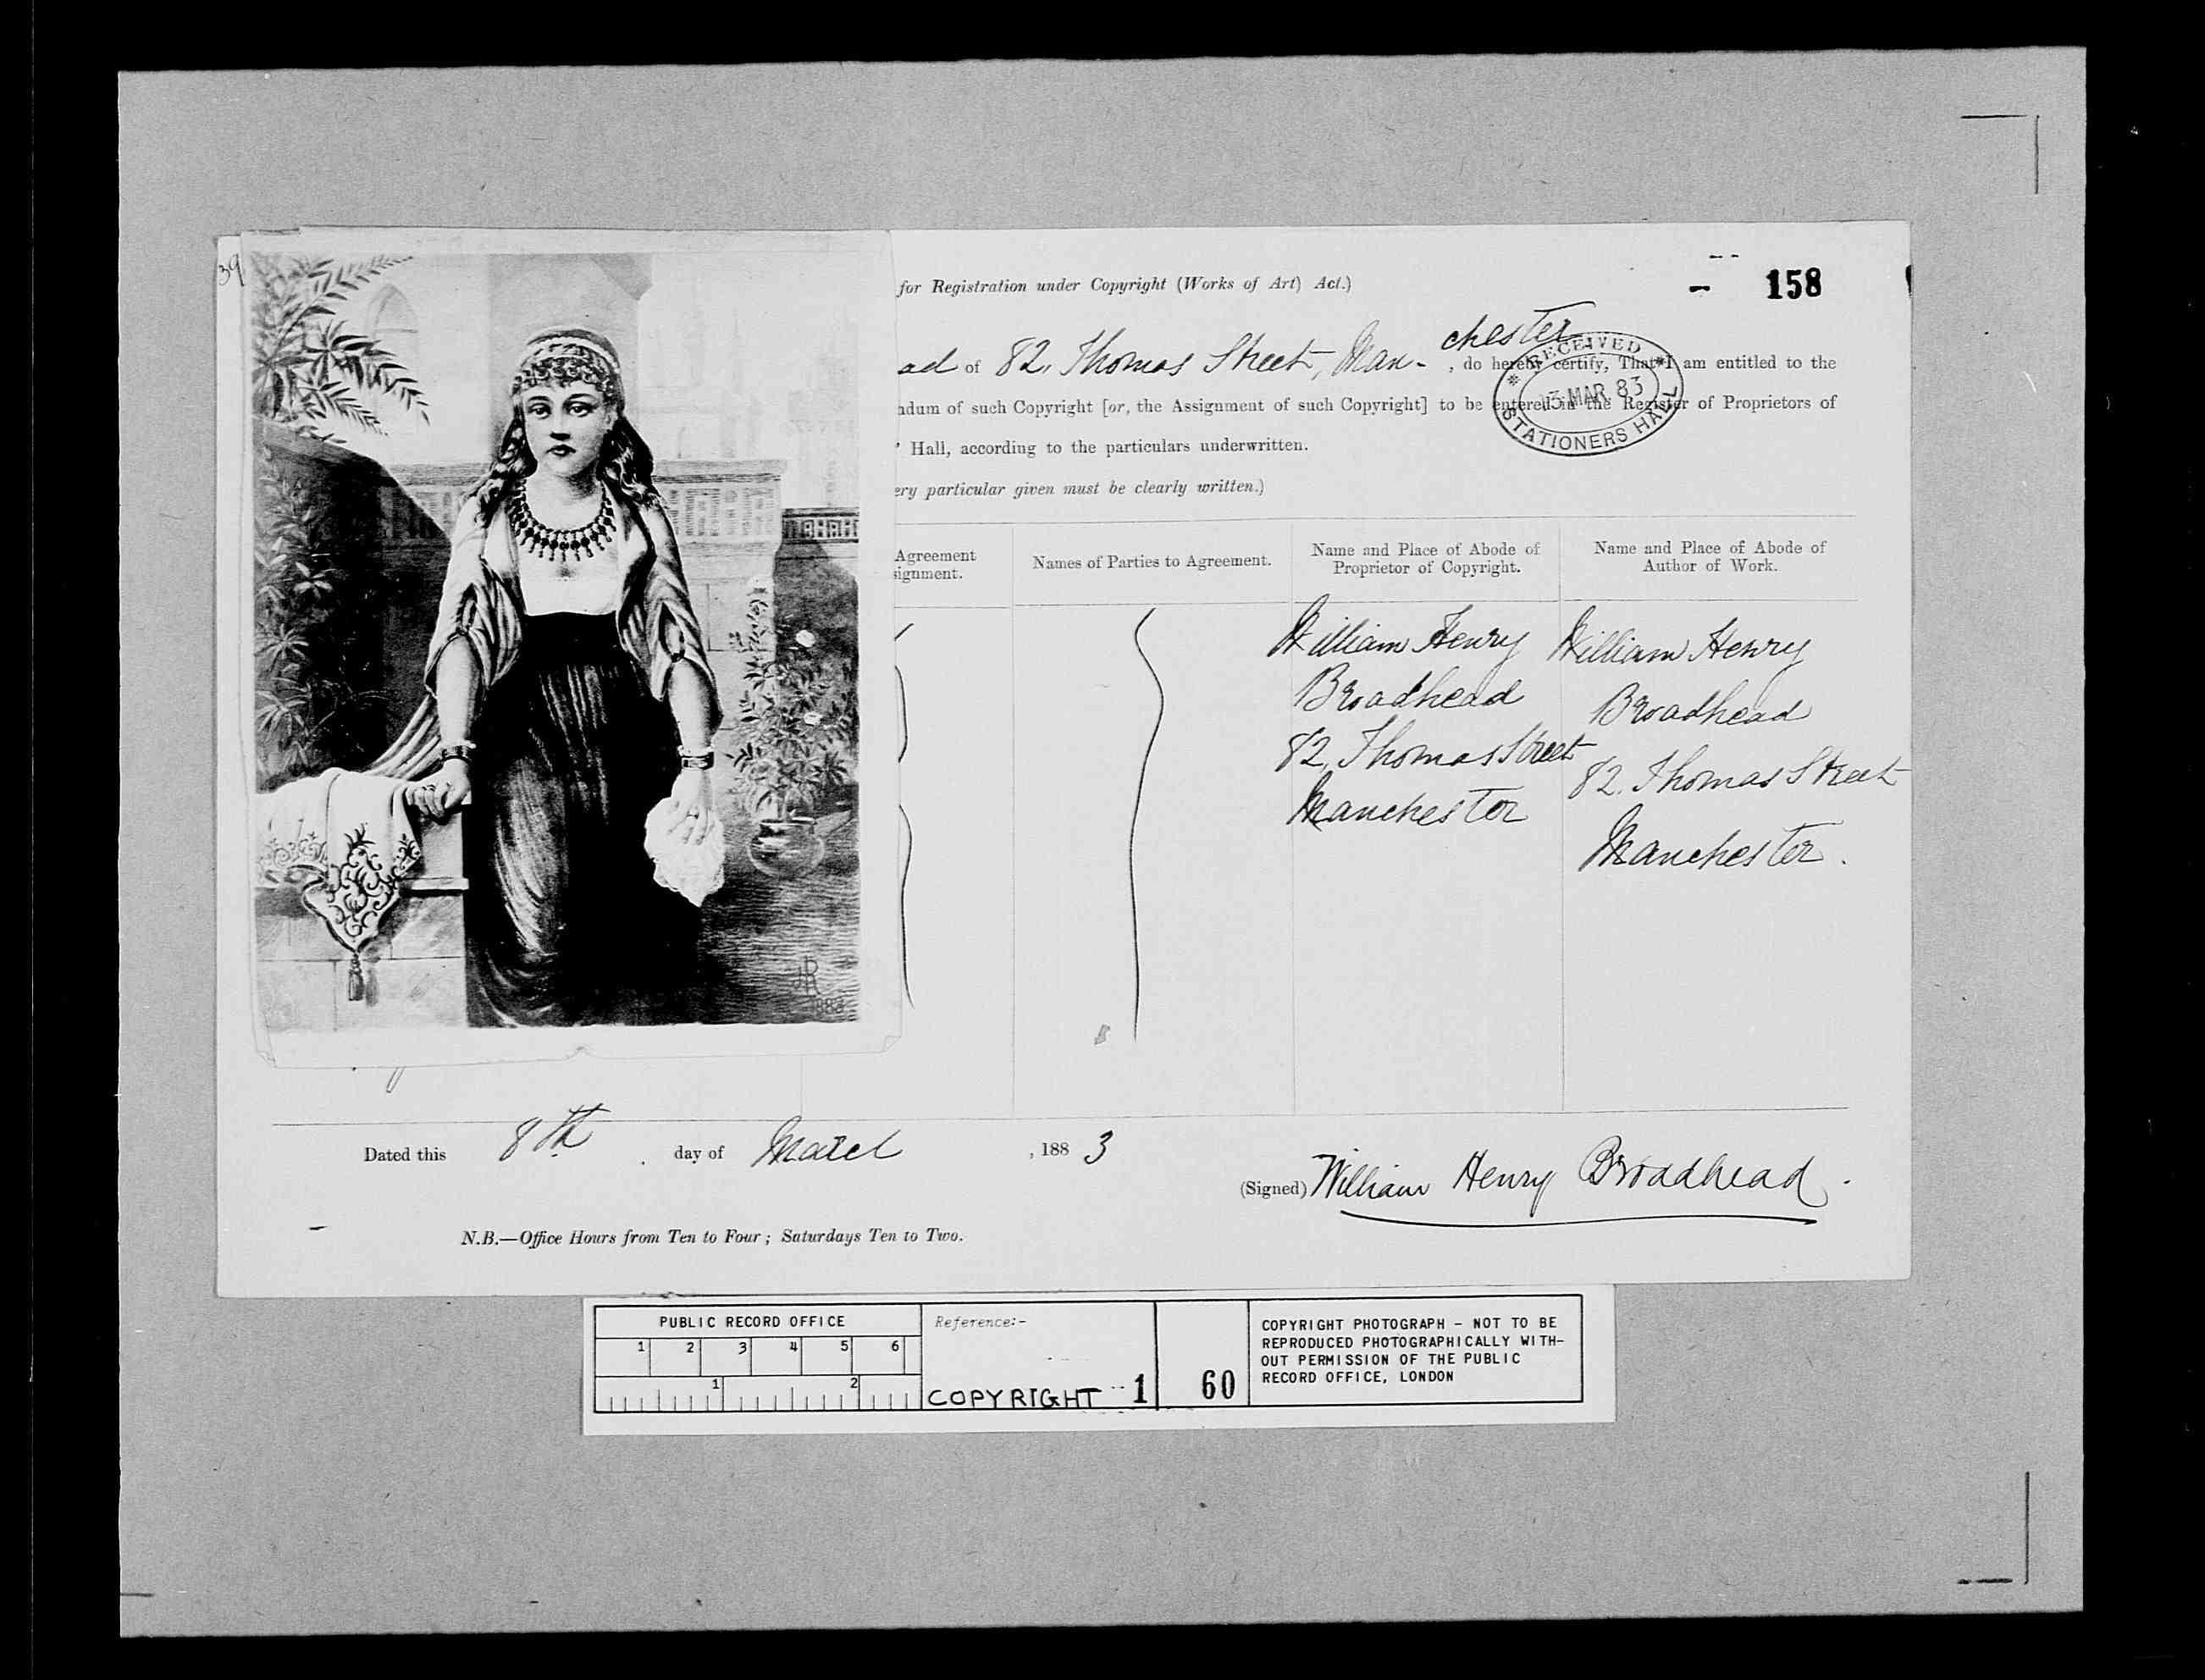 39
for Registration under Copyright (Works of Art) Act.)
158
ad of 82, Thomas Street, Man-chester, do hereby certify, That I am entitled to the
ndum of such Copyright [or, the Assignment of such Copyright] to be entered in the Register of Proprietors of
' Hall, according to the particulars underwritten.
ery particular given must be clearly written.)
RECEIVED
13 MAR 83
STATIONERS HALL
Agreement
signment.
Names of Parties to Agreement.
Name and Place of Abode of
Proprietor of Copyright.
Name and Place of Abode of
Author of Work.
William Henry
Broadhead
82, Thomas Street
Manchester
William Henry
Broadhead
82. Thomas Street
Manchester.
1883
Dated this 8th day of March, 1883
(Signed) William Henry Broadhead.
N.B.—Office Hours from Ten to Four; Saturdays Ten to Two.
PUBLIC RECORD OFFICE
1 2 3 4 5 6
1 2
Reference:-
COPYRIGHT 1
60
COPYRIGHT PHOTOGRAPH - NOT TO BE
REPRODUCED PHOTOGRAPHICALLY WITH-
OUT PERMISSION OF THE PUBLIC
RECORD OFFICE, LONDON